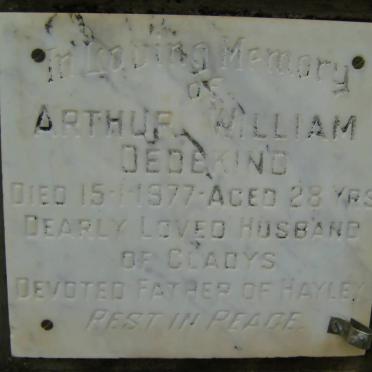 In Loving Memory
OF
ARTHUR WILLIAM
DEDEKIND
DIED 15-1-1977-AGED 28 YRS
DEARLY LOVED HUSBAND
OF GLADYS
DEVOTED FATHER OF HAYLEY
REST IN PEACE